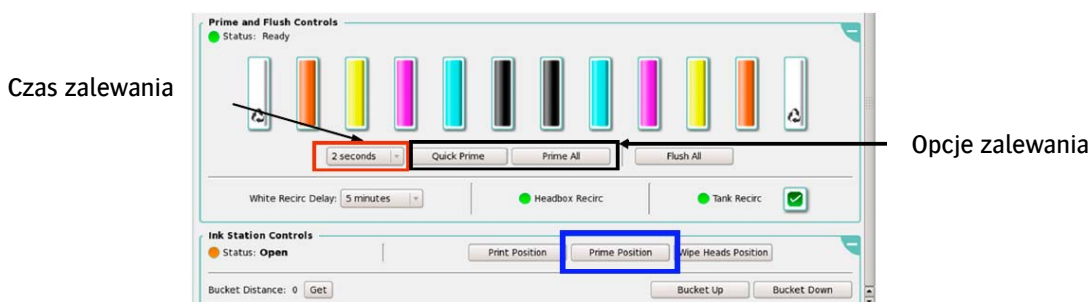 Prime and Flush Controls
Status: Ready
Czas zalewania
Opcje zalewania
2 seconds
Quick Prime
Prime All
Flush All
White Recirc Delay: 5 minutes
Headbox Recirc
Tank Recirc
Ink Station Controls
Status: Open
Print Position
Prime Position
Wipe Heads Position
Bucket Distance: 0 Get
Bucket Up
Bucket Down